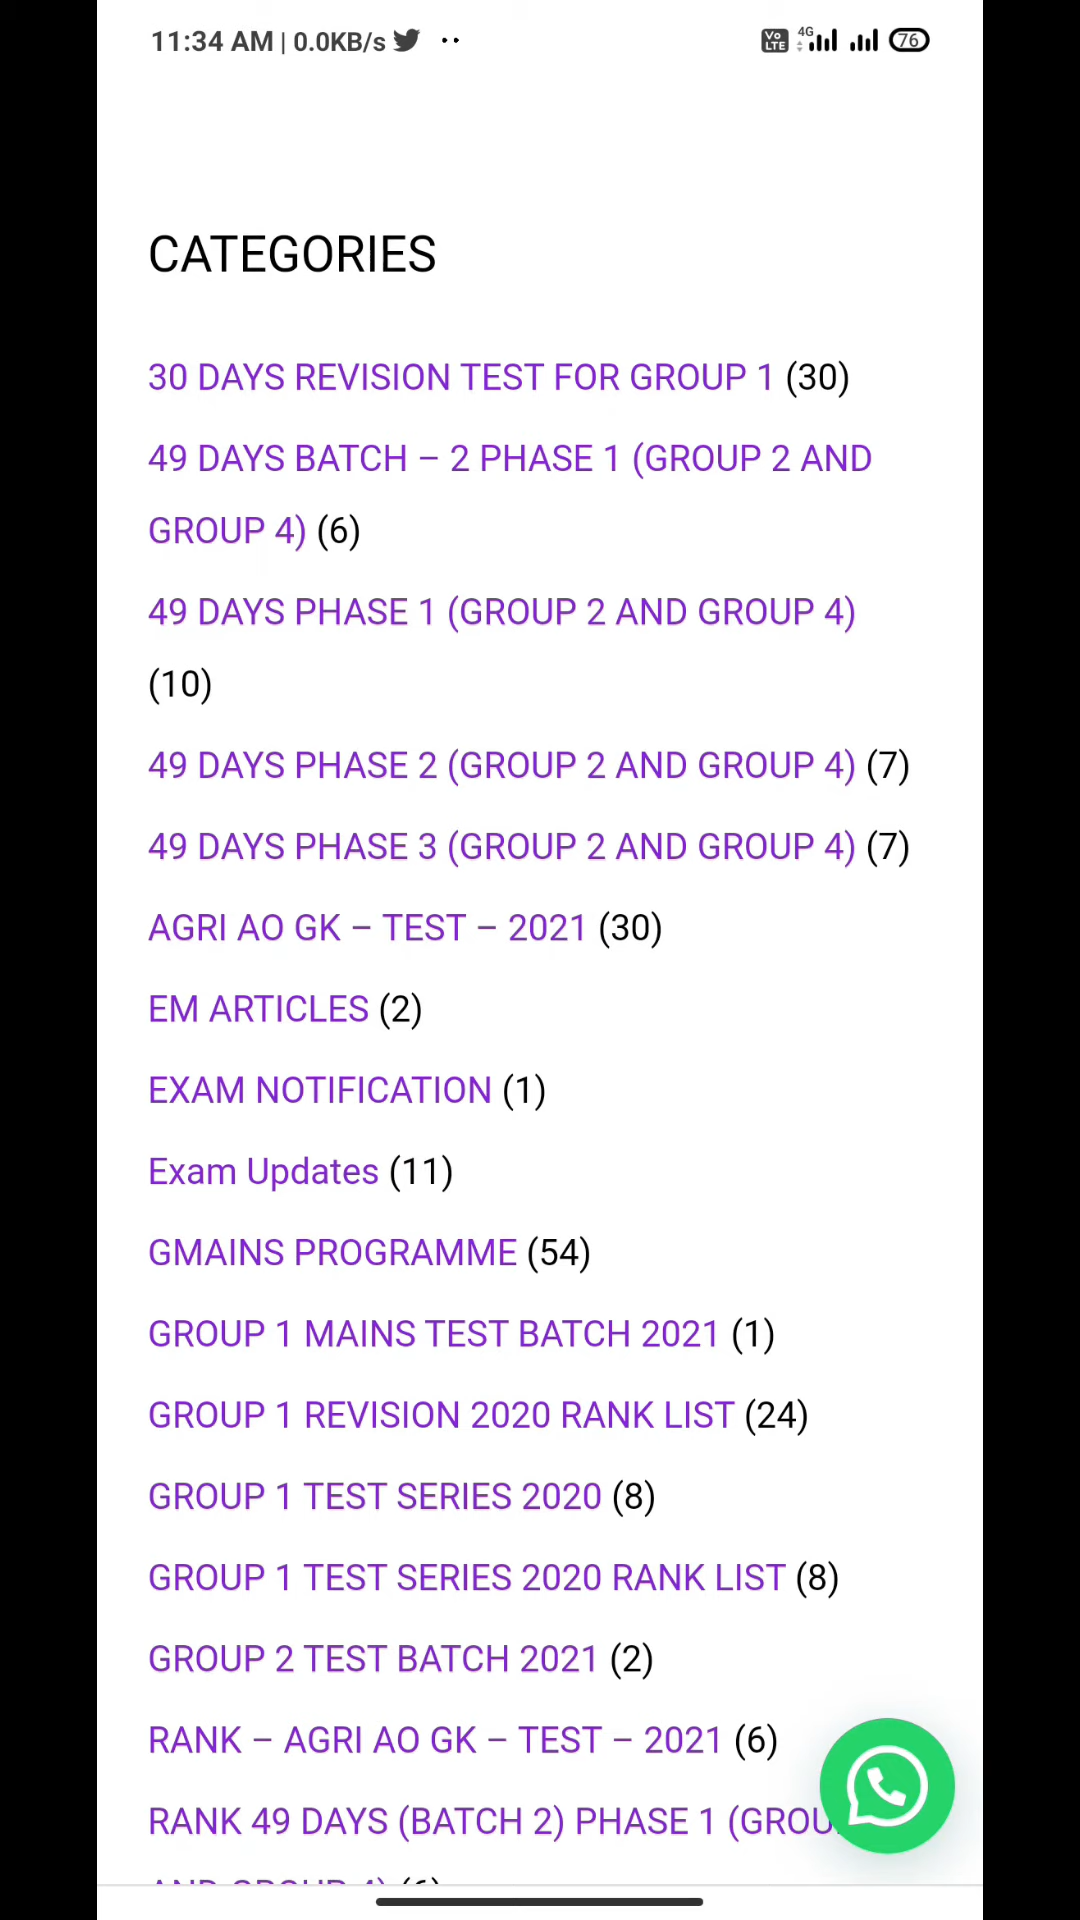 11:34 AM | 0.0KB/s
Vo LTE 4G 76
CATEGORIES
30 DAYS REVISION TEST FOR GROUP 1 (30)
49 DAYS BATCH – 2 PHASE 1 (GROUP 2 AND
GROUP 4) (6)
49 DAYS PHASE 1 (GROUP 2 AND GROUP 4)
(10)
49 DAYS PHASE 2 (GROUP 2 AND GROUP 4) (7)
49 DAYS PHASE 3 (GROUP 2 AND GROUP 4) (7)
AGRI AO GK – TEST – 2021 (30)
EM ARTICLES (2)
EXAM NOTIFICATION (1)
Exam Updates (11)
GMAINS PROGRAMME (54)
GROUP 1 MAINS TEST BATCH 2021 (1)
GROUP 1 REVISION 2020 RANK LIST (24)
GROUP 1 TEST SERIES 2020 (8)
GROUP 1 TEST SERIES 2020 RANK LIST (8)
GROUP 2 TEST BATCH 2021 (2)
RANK – AGRI AO GK – TEST – 2021 (6)
RANK 49 DAYS (BATCH 2) PHASE 1 (GROU